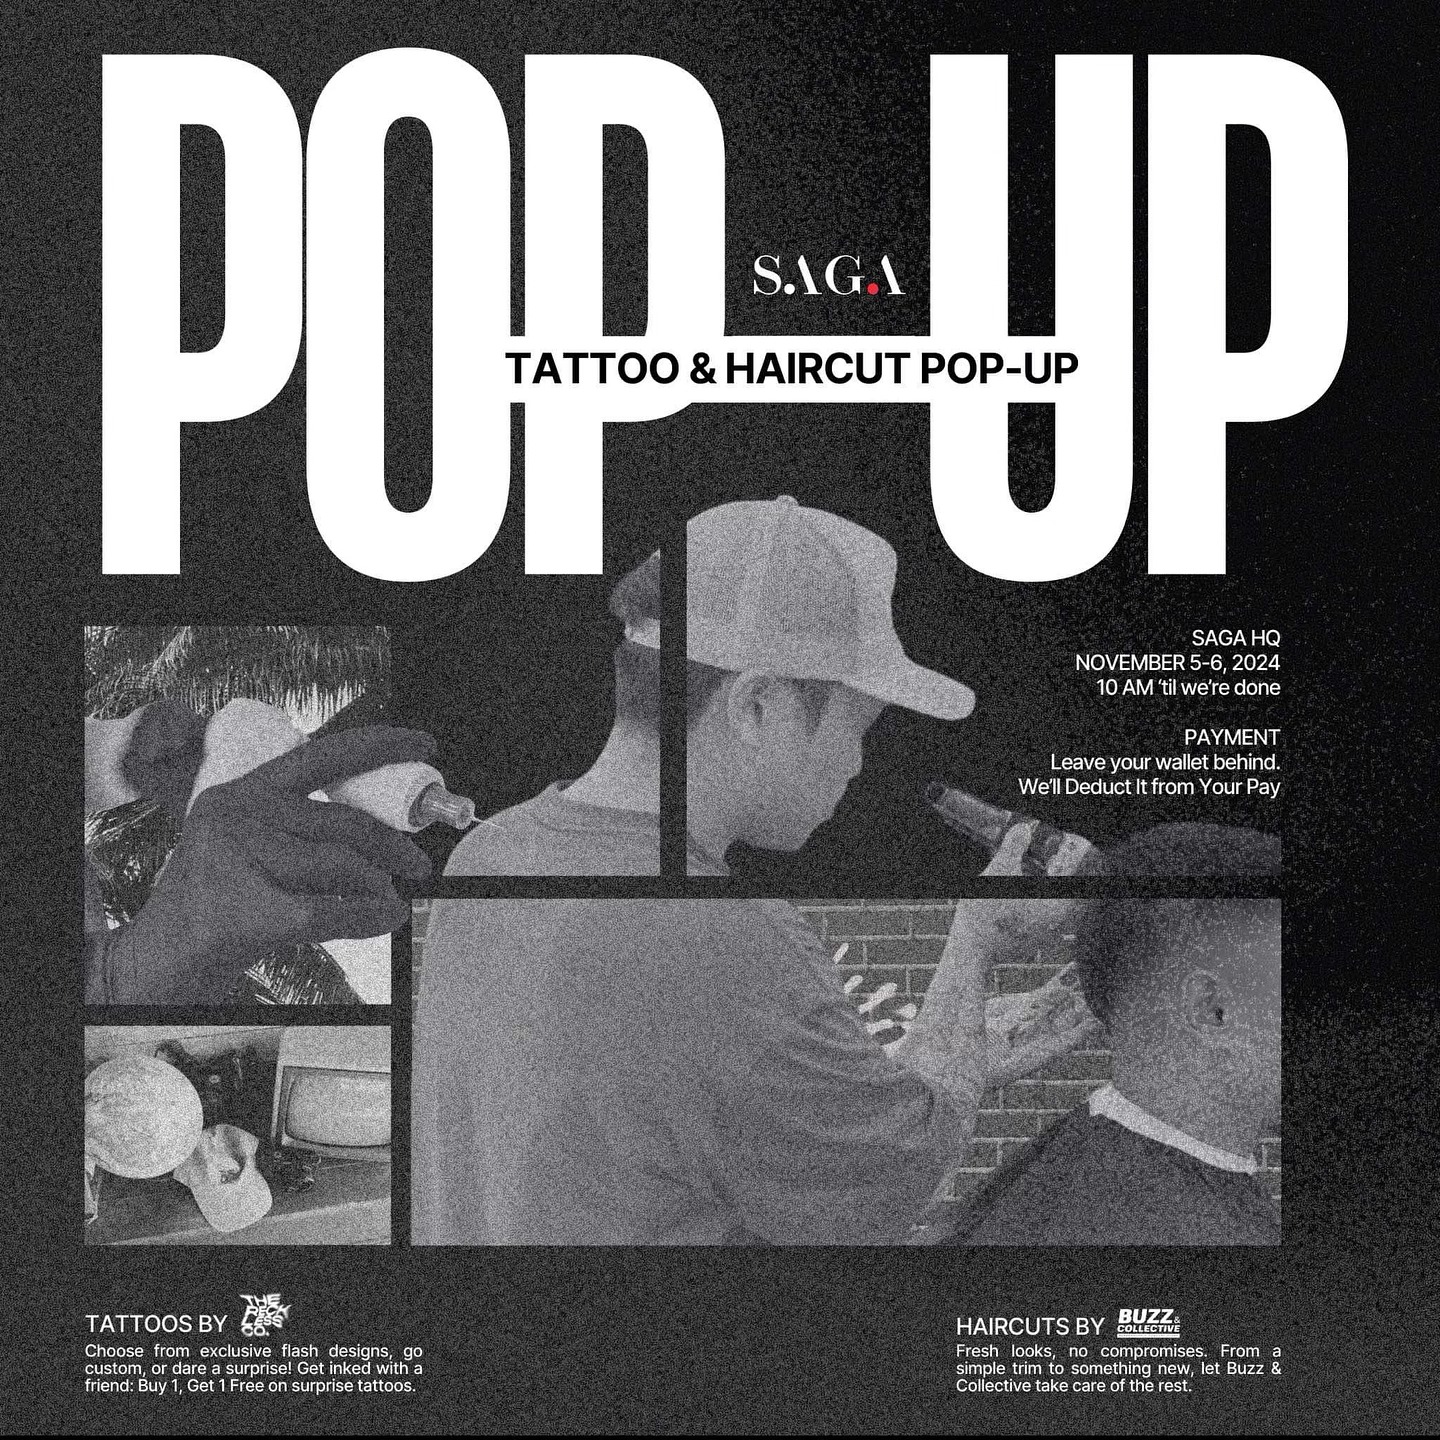 POP-UP
S.AG.A
TATTOO & HAIRCUT POP-UP
SAGA HQ
NOVEMBER 5-6, 2024
10 AM ‘til we’re done
PAYMENT
Leave your wallet behind.
We’ll Deduct It from Your Pay
TATTOOS BY THE RECKLESS CO.
Choose from exclusive flash designs, go
custom, or dare a surprise! Get inked with a
friend: Buy 1, Get 1 Free on surprise tattoos.
HAIRCUTS BY BUZZ & COLLECTIVE
Fresh looks, no compromises. From a
simple trim to something new, let Buzz &
Collective take care of the rest.